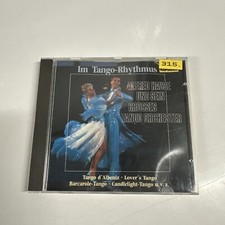 Im Tango-Rhythmus
315.
ALFRED HAUSE
UND SEIN
GROSSES
TANGO ORCHESTER
Tango d'Albeniz · Lover's Tango
Barcarole-Tango · Candlelight-Tango u.v.a.